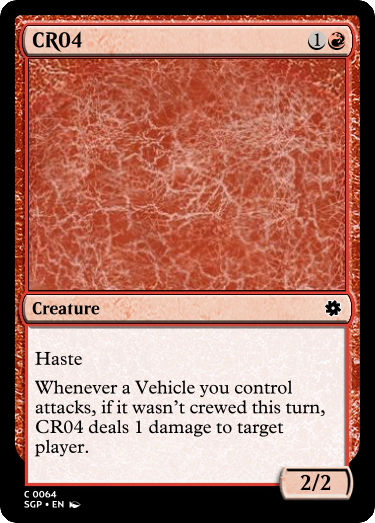 CR04 1
Creature
Haste
Whenever a Vehicle you control
attacks, if it wasn't crewed this turn,
CR04 deals 1 damage to target
player.
2/2
C 0064
SGP • EN